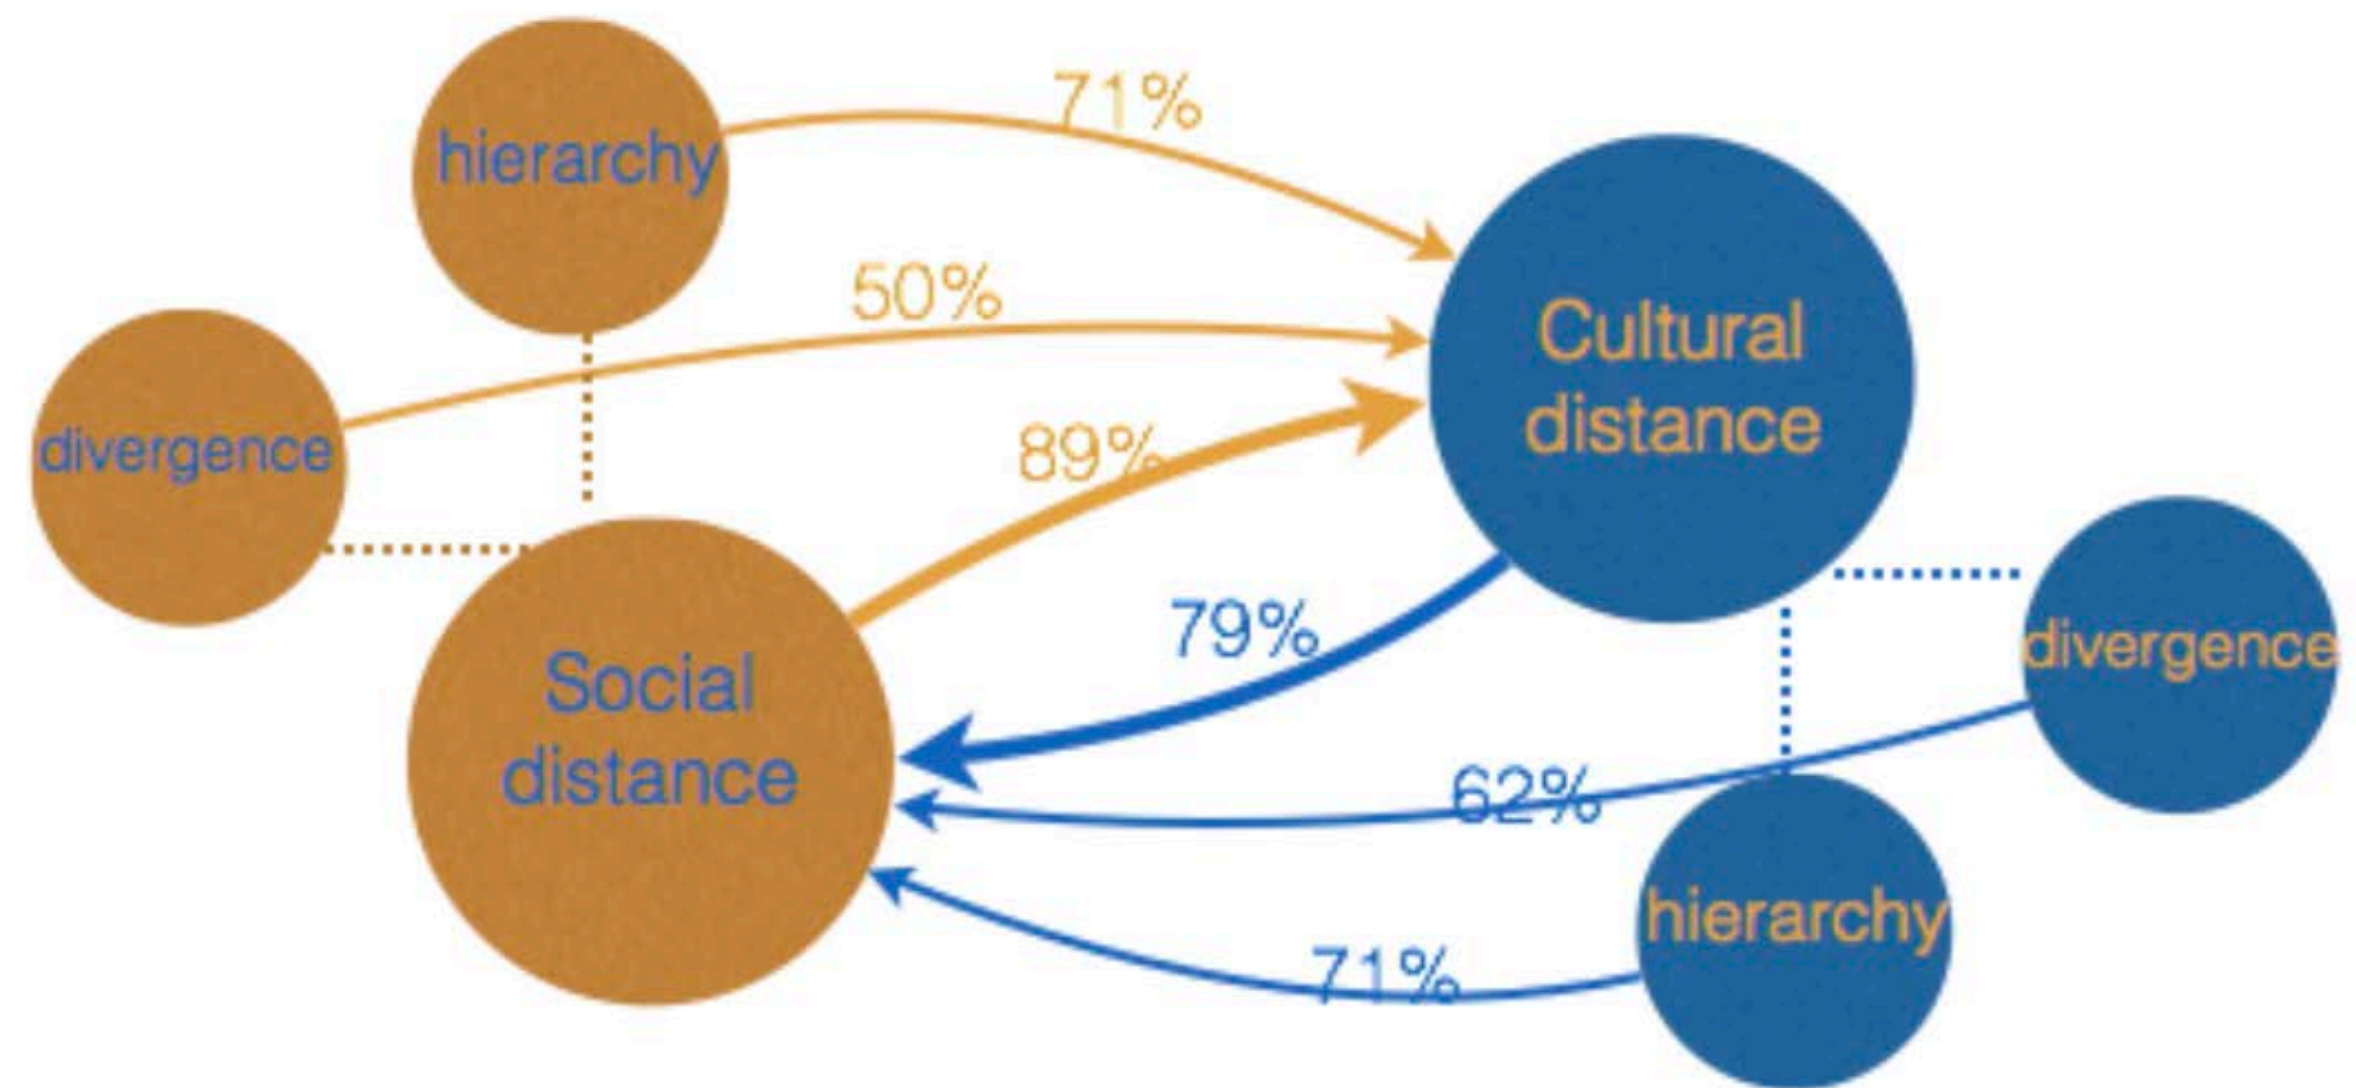 hierarchy
71%
50%
Cultural
distance
divergence
89%
79%
Social
distance
divergence
62%
hierarchy
71%